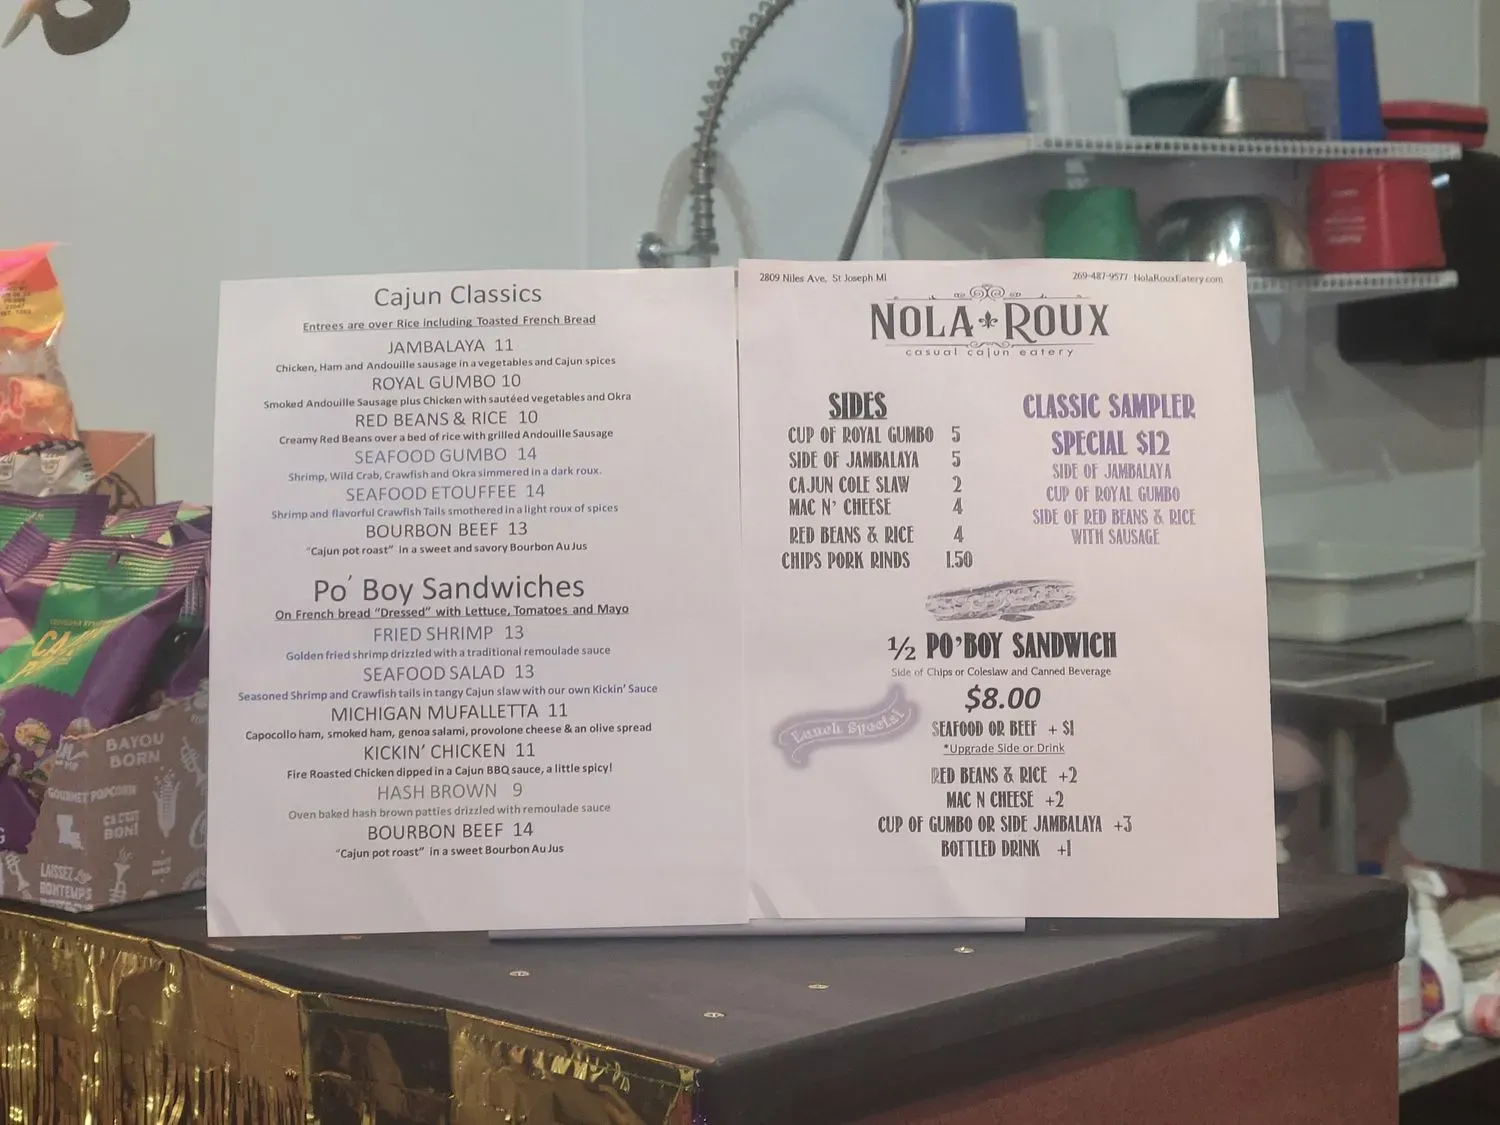 Cajun Classics
Entrees are over Rice including Toasted French Bread
JAMBALAYA 11
Chicken, Ham and Andouille sausage in a vegetables and Cajun spices
ROYAL GUMBO 10
Smoked Andouille Sausage plus Chicken with sautéed vegetables and Okra
RED BEANS & RICE 10
Creamy Red Beans over a bed of rice with grilled Andouille Sausage
SEAFOOD GUMBO 14
Shrimp, Wild Crab, Crawfish and Okra simmered in a dark roux.
SEAFOOD ETOUFFEE 14
Shrimp and flavorful Crawfish Tails smothered in a light roux of spices
BOURBON BEEF 13
"Cajun pot roast" in a sweet and savory Bourbon Au Jus
Po' Boy Sandwiches
On French bread "Dressed" with Lettuce, Tomatoes and Mayo
FRIED SHRIMP 13
Golden fried shrimp drizzled with a traditional remoulade sauce
SEAFOOD SALAD 13
Seasoned Shrimp and Crawfish tails in tangy Cajun slaw with our own Kickin' Sauce
MICHIGAN MUFALLETTA 11
Capocollo ham, smoked ham, genoa salami, provolone cheese & an olive spread
KICKIN' CHICKEN 11
Fire Roasted Chicken dipped in a Cajun BBQ sauce, a little spicy!
HASH BROWN 9
Oven baked hash brown patties drizzled with remoulade sauce
BOURBON BEEF 14
"Cajun pot roast" in a sweet Bourbon Au Jus
2809 Niles Ave, St Joseph MI
269-487-9577 NolaRouxEatery.com
NOLA ROUX
casual cajun eatery
SIDES
CUP OF ROYAL GUMBO 5
SIDE OF JAMBALAYA 5
CAJUN COLE SLAW 2
MAC N' CHEESE 4
RED BEANS & RICE 4
CHIPS PORK RINDS 1.50
CLASSIC SAMPLER
SPECIAL $12
SIDE OF JAMBALAYA
CUP OF ROYAL GUMBO
SIDE OF RED BEANS & RICE
WITH SAUSAGE
½ PO'BOY SANDWICH
Side of Chips or Coleslaw and Canned Beverage
$8.00
Lunch Special
SEAFOOD OR BEEF + $1
*Upgrade Side or Drink
RED BEANS & RICE +2
MAC N CHEESE +2
CUP OF GUMBO OR SIDE JAMBALAYA +3
BOTTLED DRINK +1
BAYOU
BORN
GOURMET POPCORN
ÇA C'EST
BON!
LAISSEZ
BONTEMPS